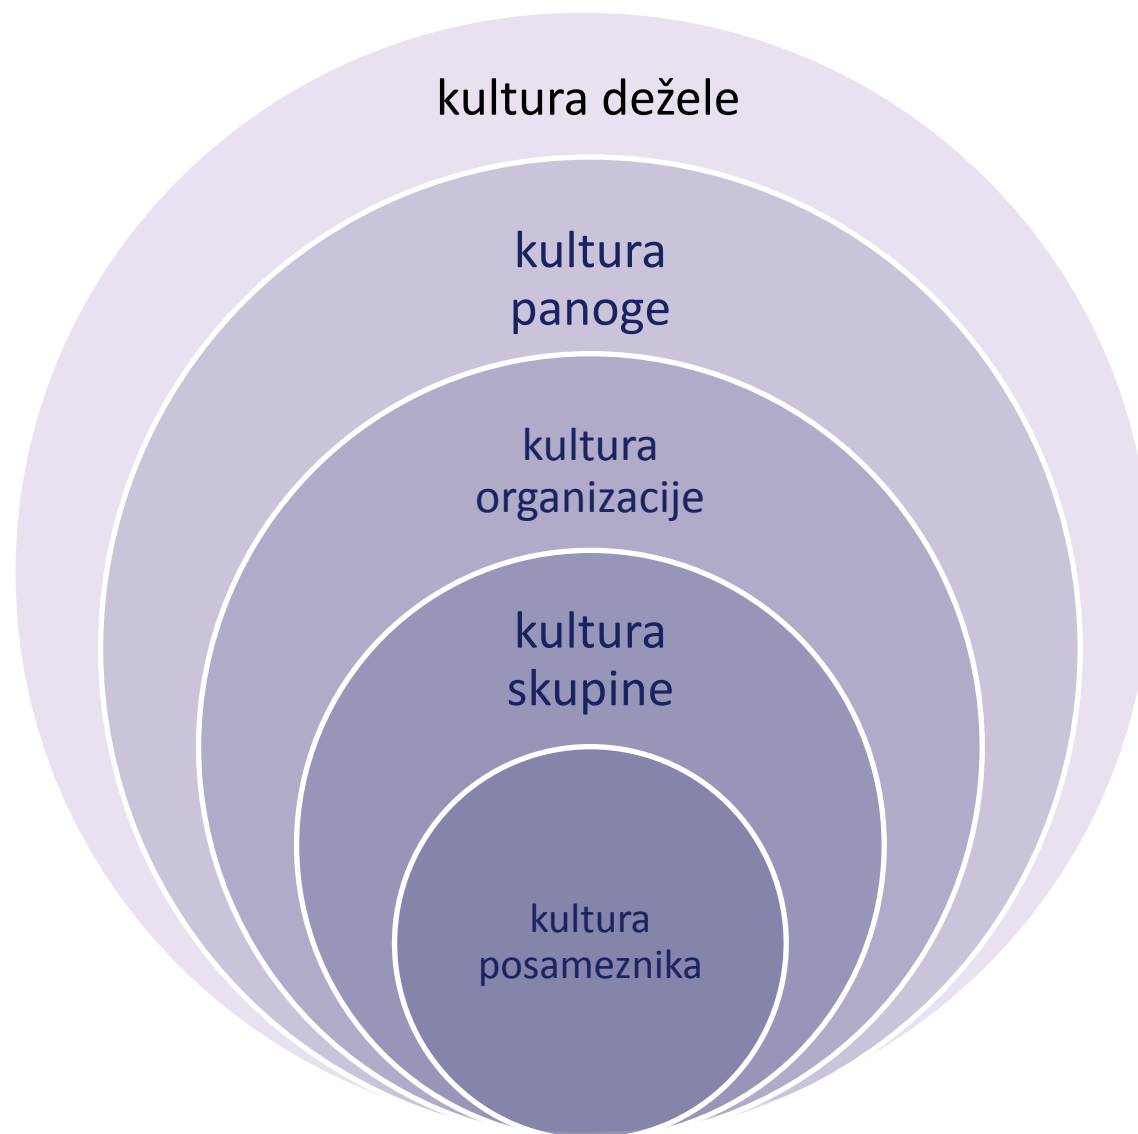 kultura dežele
kultura
panoge
kultura
organizacije
kultura
skupine
kultura
posameznika